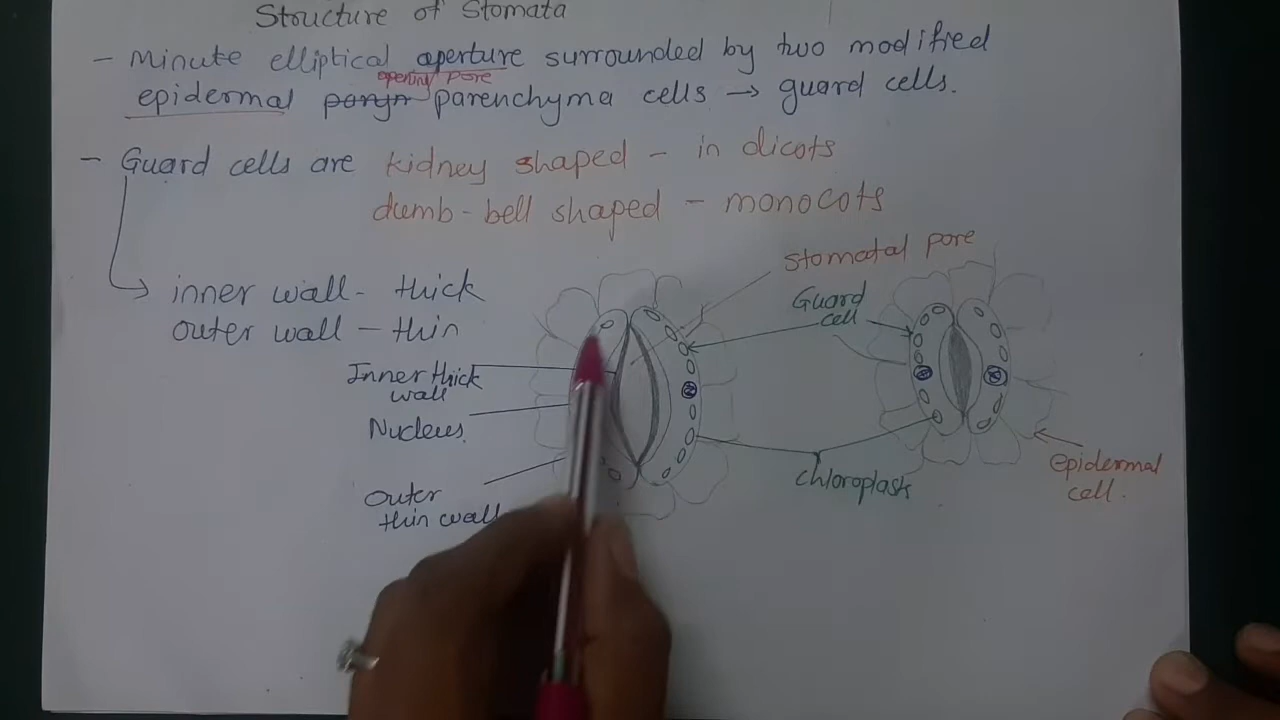 Structure of Stomata
- Minute elliptical aperture surrounded by two modified
opening pore
epidermal parenchyma cells → guard cells.
- Guard cells are kidney shaped - in dicots
dumb-bell shaped - monocots
Stomatal pore
inner wall - thick
Guard cell
outer wall - thin
Inner thick wall
Nucleus
epidermal cell.
chloroplast
Outer thin wall